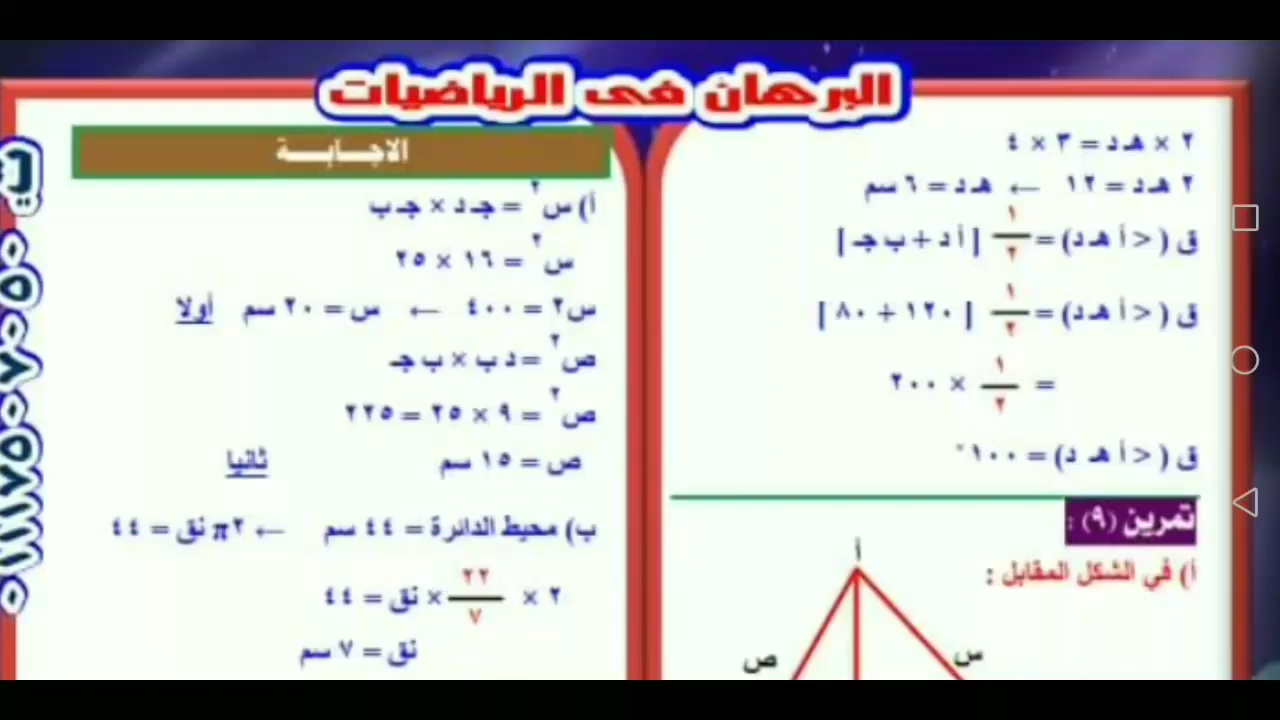 البرهان فى الرياضيات
٢ × هـ د = ٣ × ٤
٢ هـ د = ١٢ ← هـ د = ٦ سم
ق (< أ هـ د) = ١/٢ [ أ د + ب جـ ]
ق (< أ هـ د) = ١/٢ [ ١٢٠ + ٨٠ ]
= ١/٢ × ٢٠٠
ق (< أ هـ د) = ١٠٠°
تمرين (٩) :
أ) في الشكل المقابل :
أ
س
ص
الاجـابـة
أ) س٢ = جـ د × جـ ب
س٢ = ١٦ × ٢٥
س٢ = ٤٠٠ ← س = ٢٠ سم أولا
ص٢ = د ب × ب جـ
ص٢ = ٩ × ٢٥ = ٢٢٥
ص = ١٥ سم ثانيا
ب) محيط الدائرة = ٤٤ سم ← ٢ π نق = ٤٤
٢ × ٢٢/٧ × نق = ٤٤
نق = ٧ سم
ت